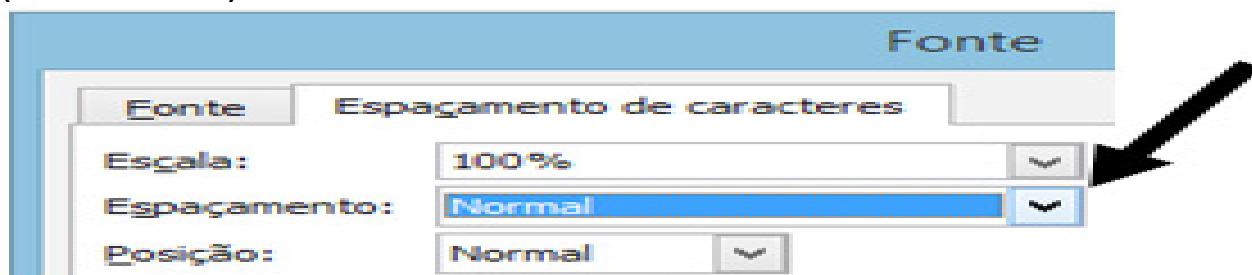 Fonte
Fonte Espaçamento de caracteres
Escala: 100%
Espaçamento: Normal
Posição: Normal